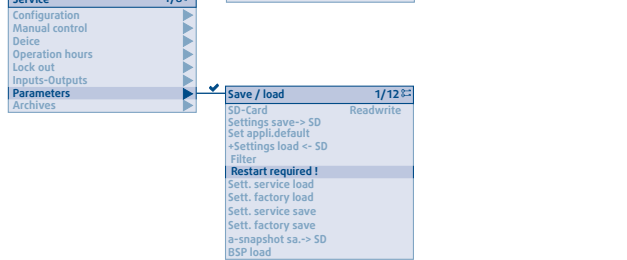 Service
Configuration
Manual control
Deice
Operation hours
Lock out
Inputs-Outputs
Parameters
Archives
Save / load 1/12
SD-Card Readwrite
Settings save-> SD
Set appli.default
+Settings load <- SD
Filter
Restart required !
Sett. service load
Sett. factory load
Sett. service save
Sett. factory save
a-snapshot sa.-> SD
BSP load